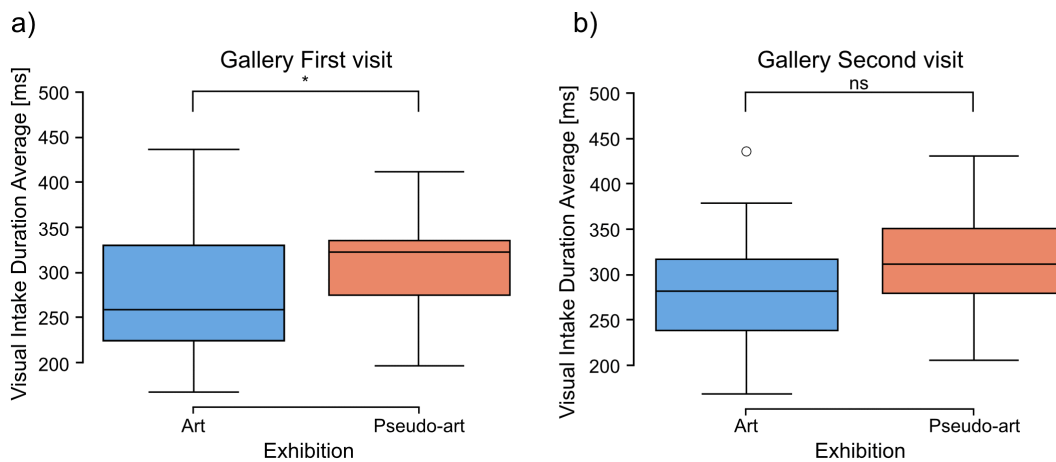 a)
Gallery First visit
*
Visual Intake Duration Average [ms]
500
450
400
350
300
250
200
Art
Pseudo-art
Exhibition
b)
Gallery Second visit
ns
Visual Intake Duration Average [ms]
500
450
400
350
300
250
200
Art
Pseudo-art
Exhibition